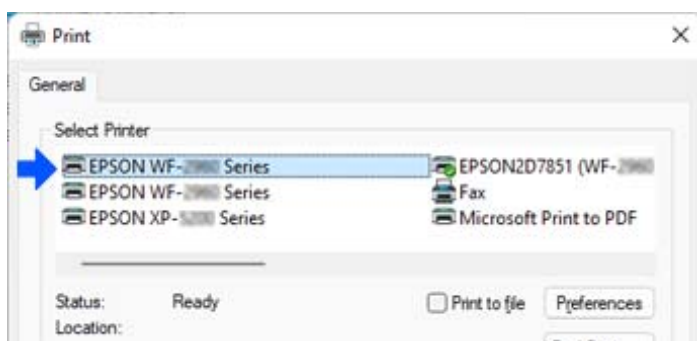 Print
General
Select Printer
EPSON WF- Series
EPSON2D7851 (WF-
EPSON WF- Series
Fax
EPSON XP- Series
Microsoft Print to PDF
Status: Ready
Print to file
Preferences
Location: